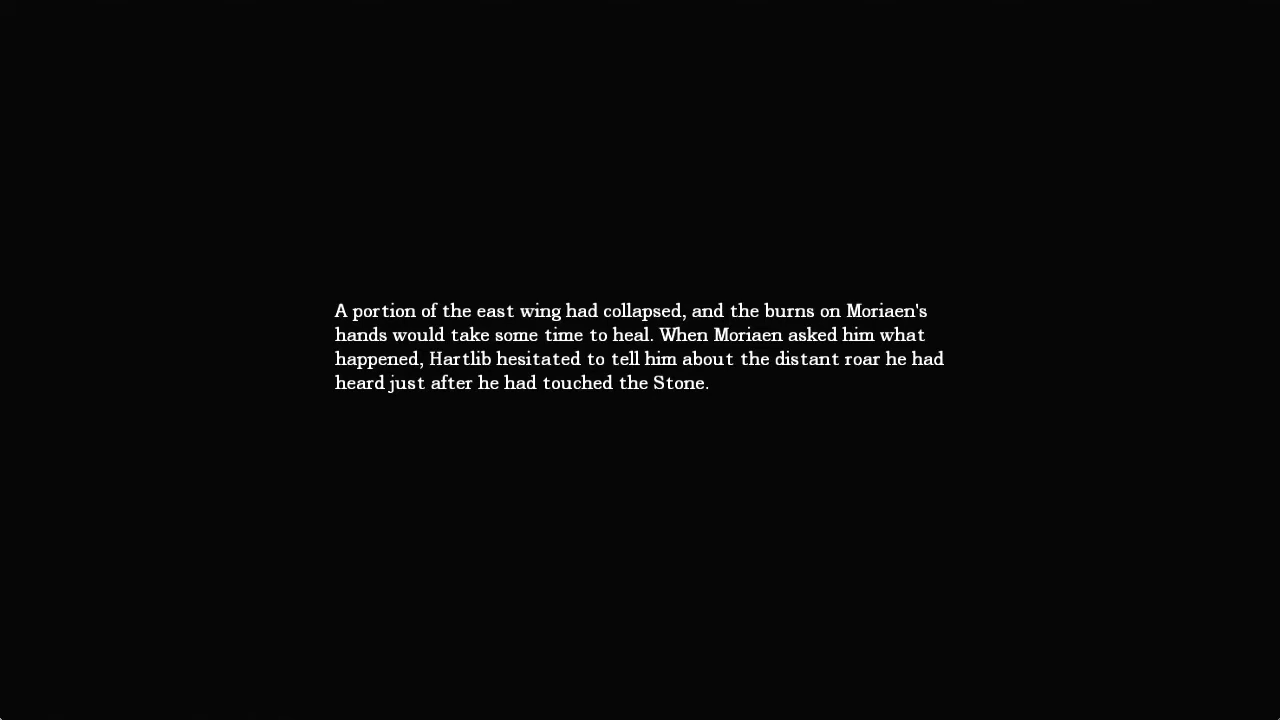 A portion of the east wing had collapsed, and the burns on Moriaen's
hands would take some time to heal. When Moriaen asked him what
happened, Hartlib hesitated to tell him about the distant roar he had
heard just after he had touched the Stone.